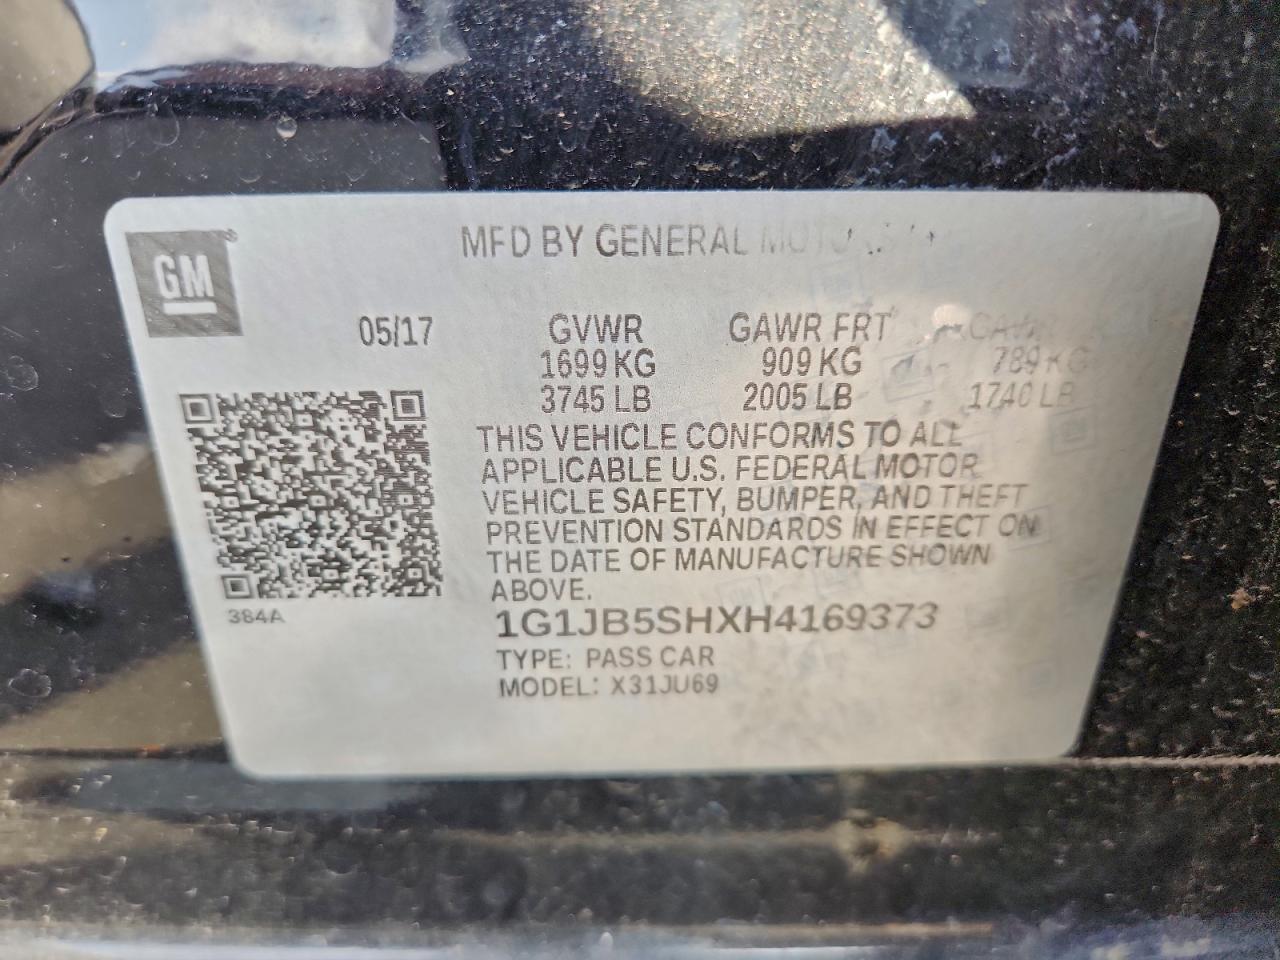 GM®
MFD BY GENERAL MOTORS
05/17
GVWR
GAWR FRT
1699 KG
909 KG
789 KG
3745 LB
2005 LB
1740 LB
THIS VEHICLE CONFORMS TO ALL
APPLICABLE U.S. FEDERAL MOTOR
VEHICLE SAFETY, BUMPER, AND THEFT
PREVENTION STANDARDS IN EFFECT ON
THE DATE OF MANUFACTURE SHOWN
ABOVE.
384A
1G1JB5SHXH4169373
TYPE: PASS CAR
MODEL: X31JU69